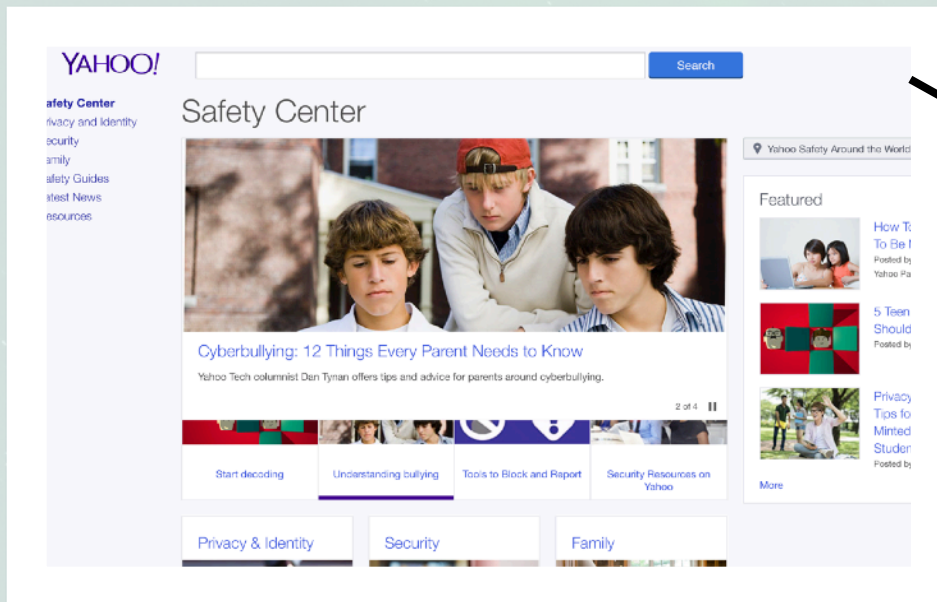 YAHOO!
Search
afety Center
rivacy and Identity
ecurity
amily
afety Guides
atest News
esources
Safety Center
Cyberbullying: 12 Things Every Parent Needs to Know
Yahoo Tech columnist Dan Tynan offers tips and advice for parents around cyberbullying.
2 of 4
Start decoding
Understanding bullying
Tools to Block and Report
Security Resources on
Yahoo
Privacy & Identity
Security
Family
Yahoo Safety Around the World
Featured
How To
To Be
Posted by
Yahoo Pa
5 Teen
Should
Posted by
Privacy
Tips fo
Minted
Studen
Posted by
More